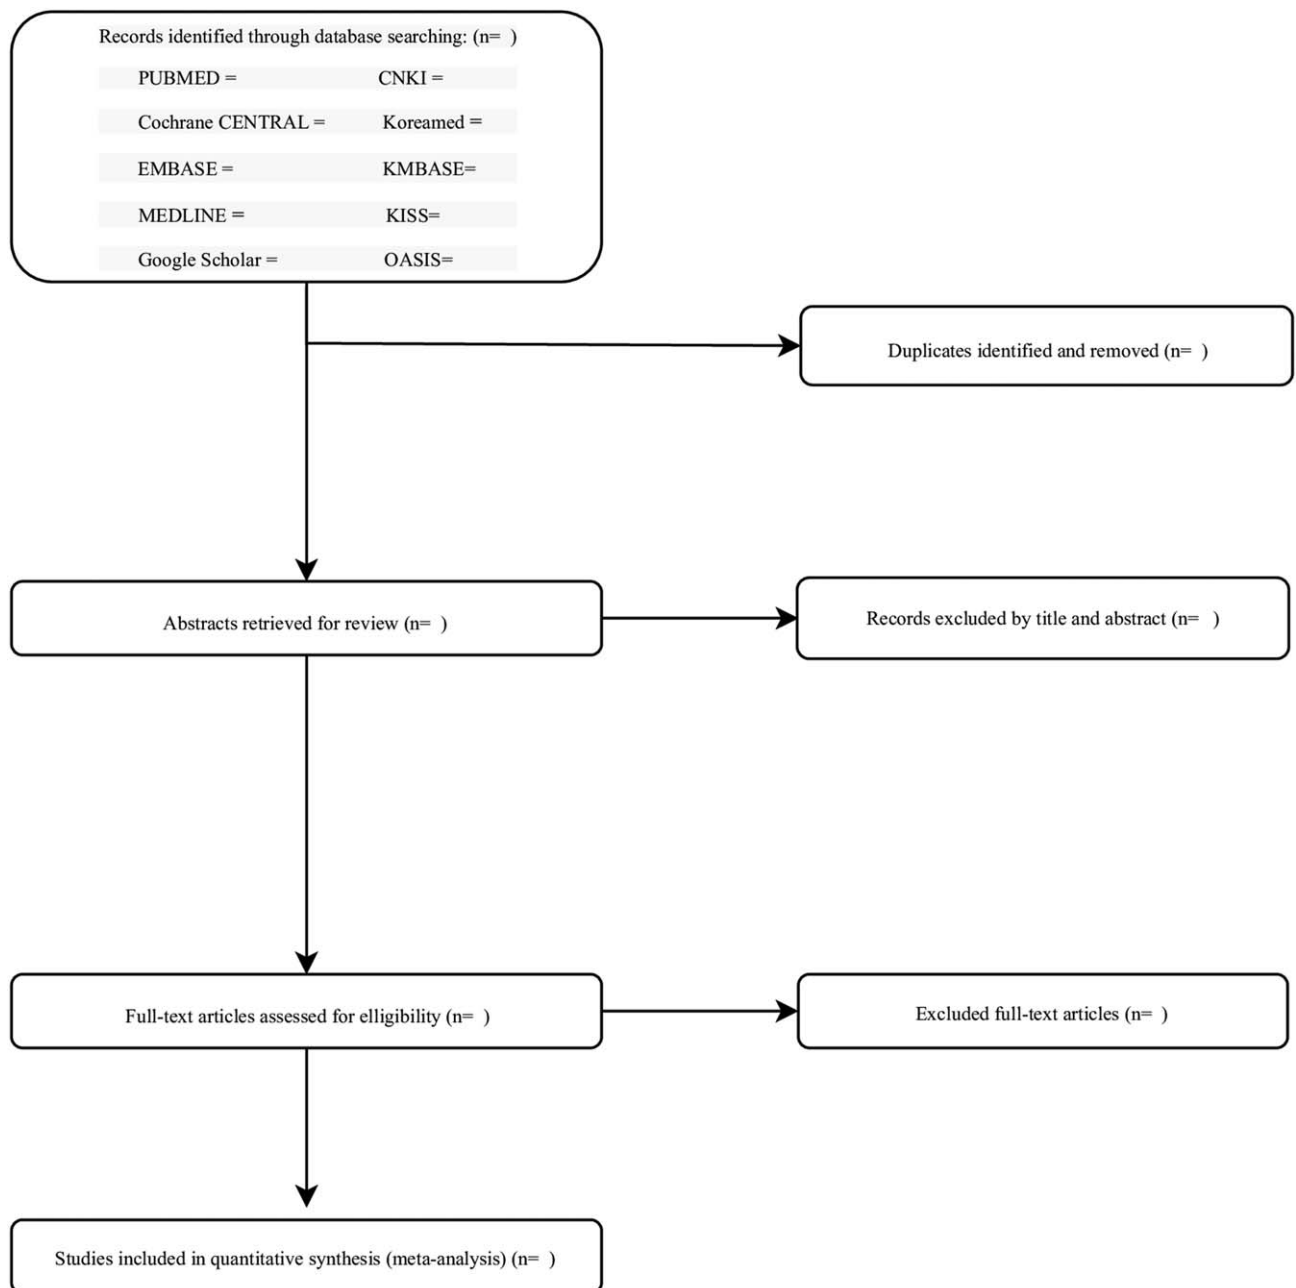 Records identified through database searching: (n=  )
PUBMED =
CNKI =
Cochrane CENTRAL =
Koreamed =
EMBASE =
KMBASE=
MEDLINE =
KISS=
Google Scholar =
OASIS=
Duplicates identified and removed (n=  )
Abstracts retrieved for review (n=  )
Records excluded by title and abstract (n=  )
Full-text articles assessed for elligibility (n=  )
Excluded full-text articles (n=  )
Studies included in quantitative synthesis (meta-analysis) (n=  )